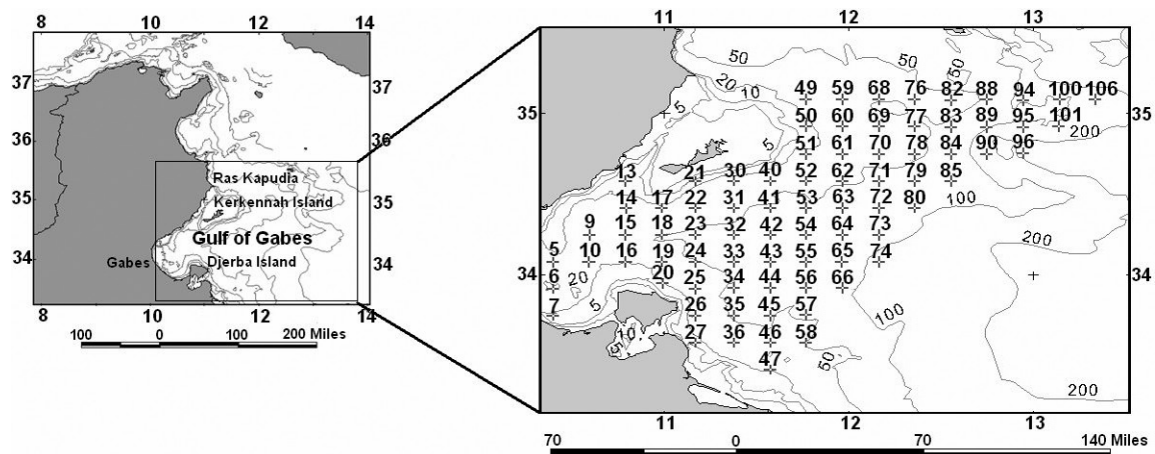 8 10 12 14
11 12 13
37 37
36 36
35 35
34 34
Ras Kapudia
Kerkennah Island
Gulf of Gabes
Gabes Djerba Island
8 10 12 14
100 0 100 200 Miles
50 50 50
20
10
5
49 59 68 76 82 88 94 100 106
35
50 60 69 77 83 89 95 101
200
51 61 70 78 84 90 96
5
13 21 30 40 52 62 71 79 85
14 17 22 31 41 53 63 72 80
100
9 15 18 23 32 42 54 64 73
200
5 10 16 19 24 33 43 55 65 74
6 20 25 34 44 56 66
34 34
20
7 5 26 35 45 57
100
10 27 36 46 58
5
47
50
200
11 12 13
70 0 70 140 Miles